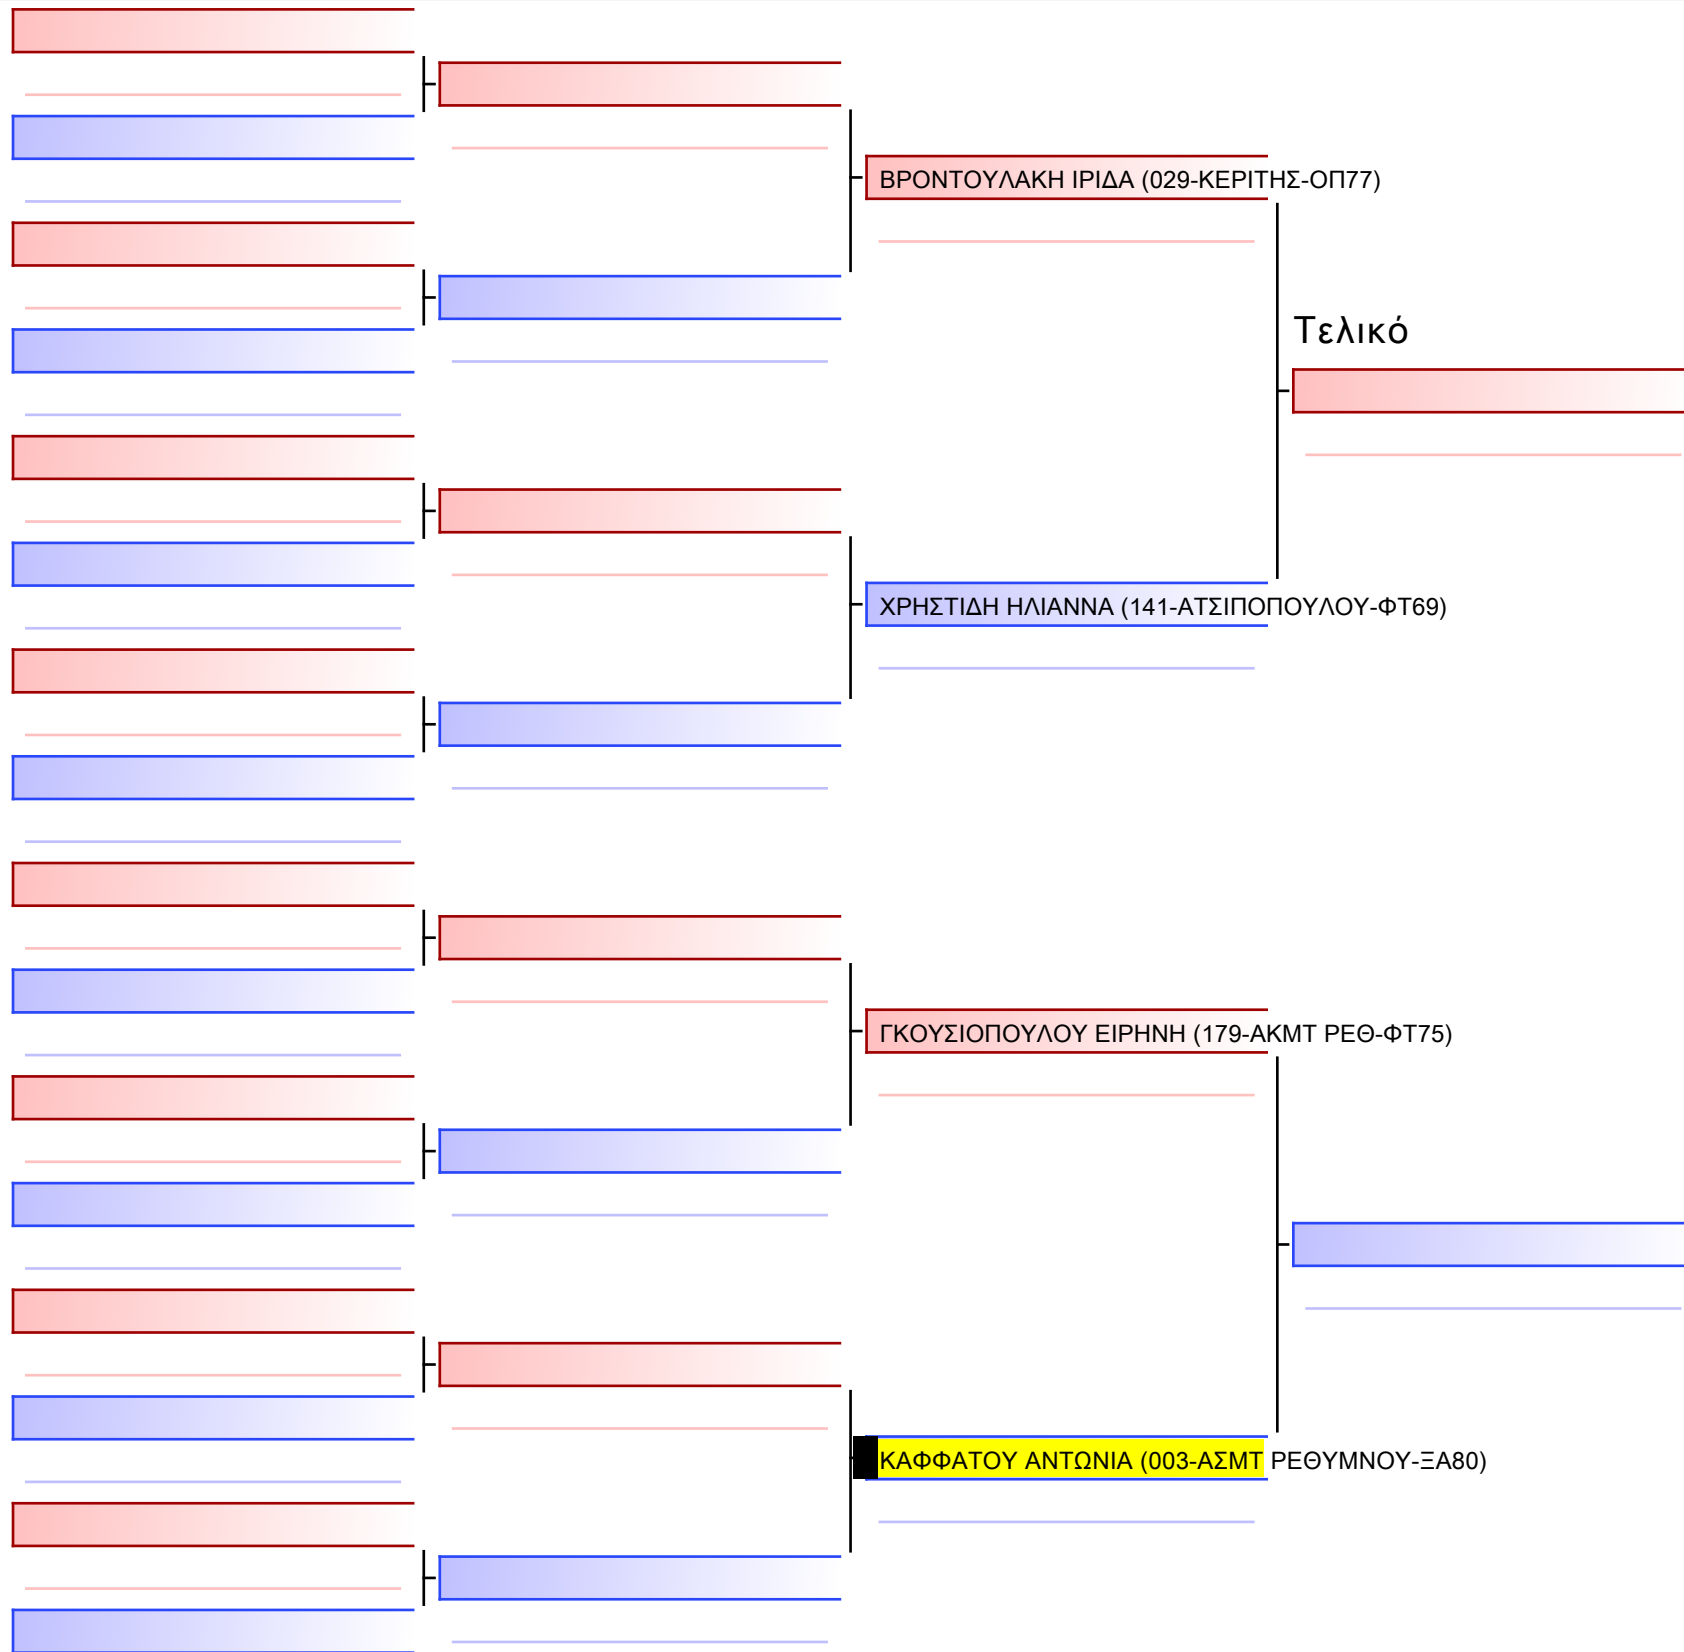 ΒΡΟΝΤΟΥΛΑΚΗ ΙΡΙΔΑ (029-ΚΕΡΙΤΗΣ-ΟΠ77)
Τελικό
ΧΡΗΣΤΙΔΗ ΗΛΙΑΝΝΑ (141-ΑΤΣΙΠΟΠΟΥΛΟΥ-ΦΤ69)
ΓΚΟΥΣΙΟΠΟΥΛΟΥ ΕΙΡΗΝΗ (179-ΑΚΜΤ ΡΕΘ-ΦΤ75)
ΚΑΦΦΑΤΟΥ ΑΝΤΩΝΙΑ (003-ΑΣΜΤ ΡΕΘΥΜΝΟΥ-ΞΑ80)